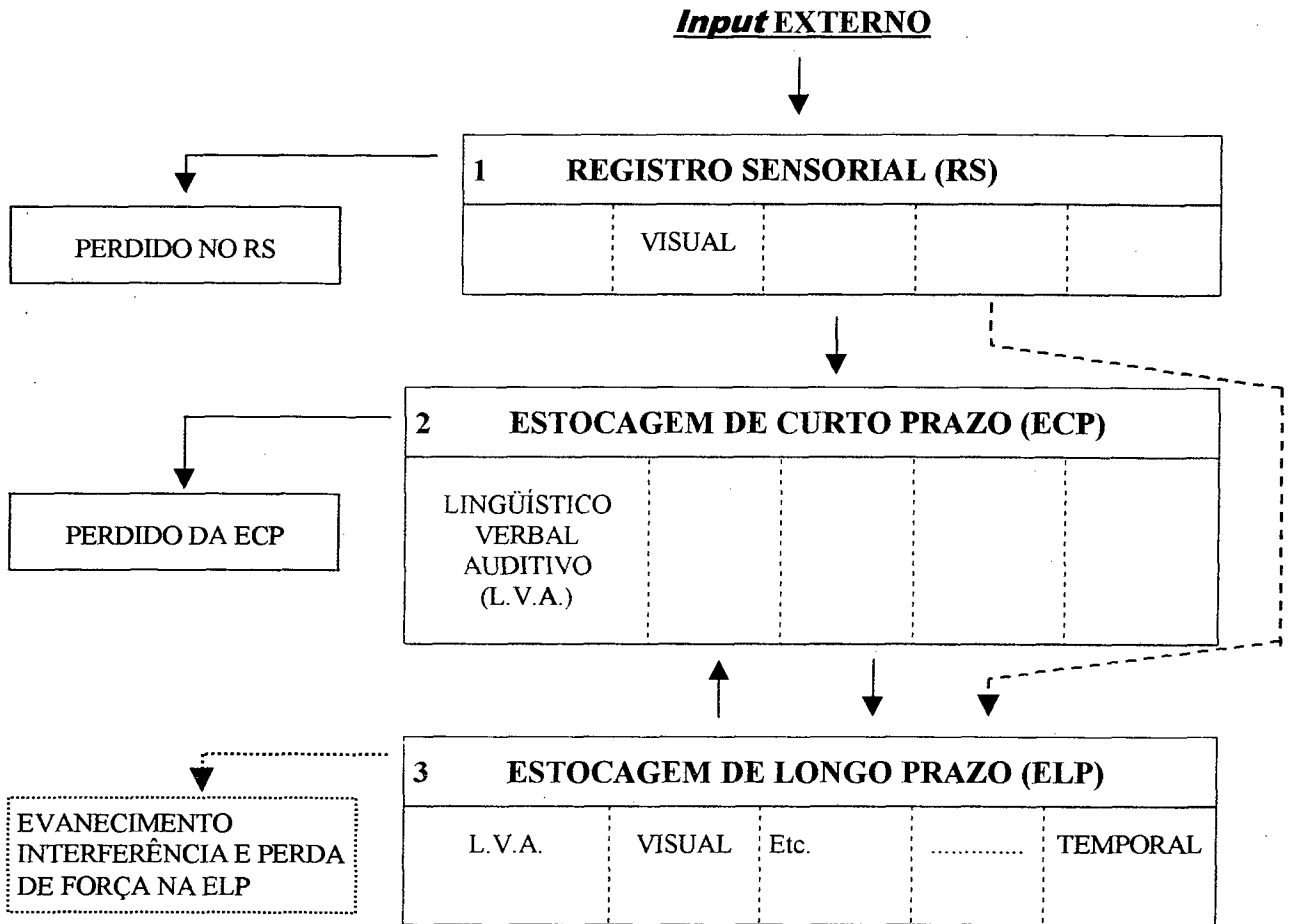 Input EXTERNO
1 REGISTRO SENSORIAL (RS)
PERDIDO NO RS
VISUAL
2 ESTOCAGEM DE CURTO PRAZO (ECP)
PERDIDO DA ECP
LINGÜÍSTICO
VERBAL
AUDITIVO
(L.V.A.)
3 ESTOCAGEM DE LONGO PRAZO (ELP)
EVANECIMENTO
INTERFERÊNCIA E PERDA
DE FORÇA NA ELP
L.V.A. VISUAL Etc. .............. TEMPORAL